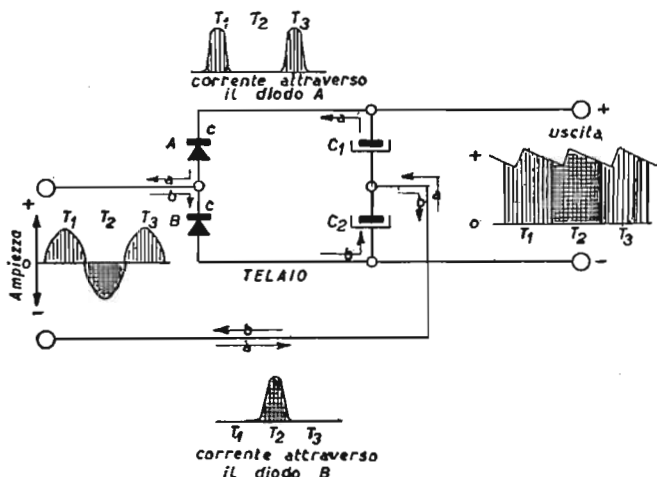 T1 T2 T3
corrente attraverso
il diodo A
c
A
a
b
c
B
a
C1
a
b
C2
b
+
uscita
+
0
T1 T2 T3
-
+
T1 T2 T3
Ampiezza
0
-
TELAIO
b
a
T1 T2 T3
corrente attraverso
il diodo B